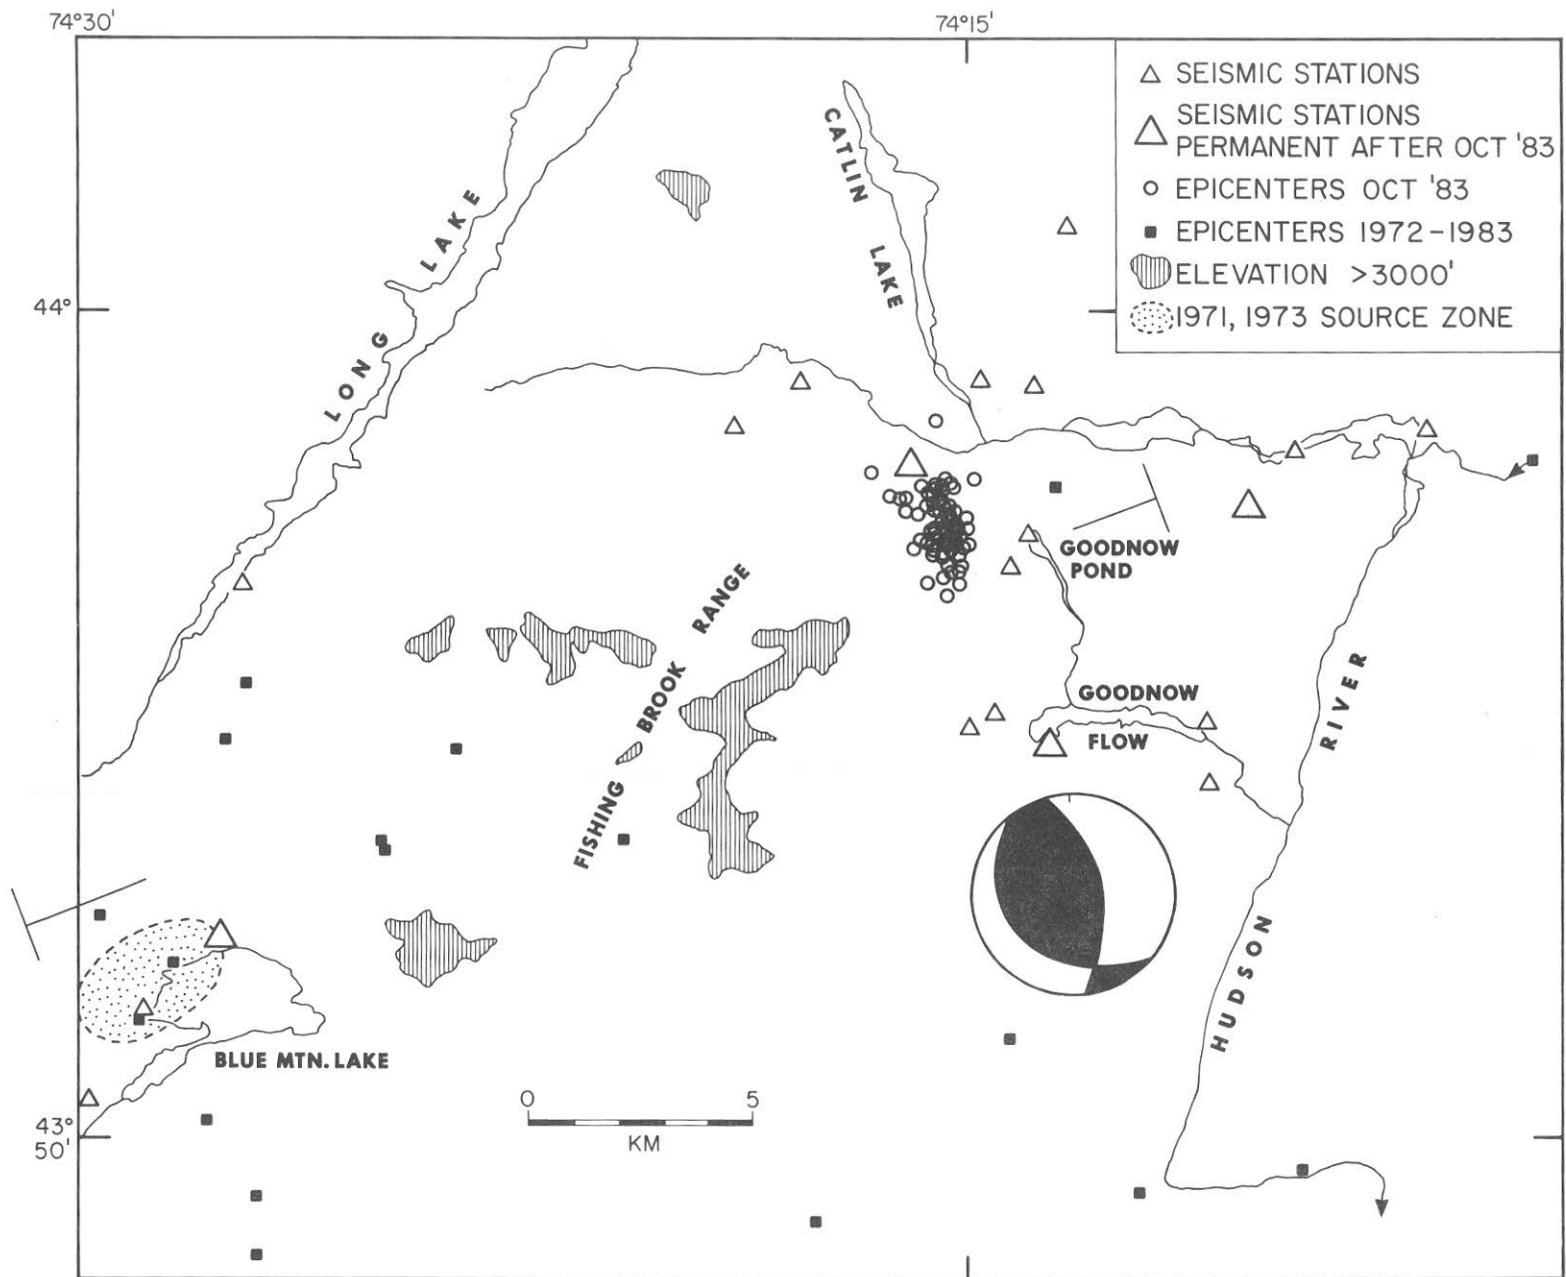 74°30'
74°15'
SEISMIC STATIONS
SEISMIC STATIONS
PERMANENT AFTER OCT '83
EPICENTERS OCT '83
EPICENTERS 1972-1983
ELEVATION >3000'
1971, 1973 SOURCE ZONE
CATLIN LAKE
LONG LAKE
44°
GOODNOW
POND
FISHING BROOK RANGE
GOODNOW
FLOW
HUDSON RIVER
BLUE MTN. LAKE
0 5
KM
43°
50'